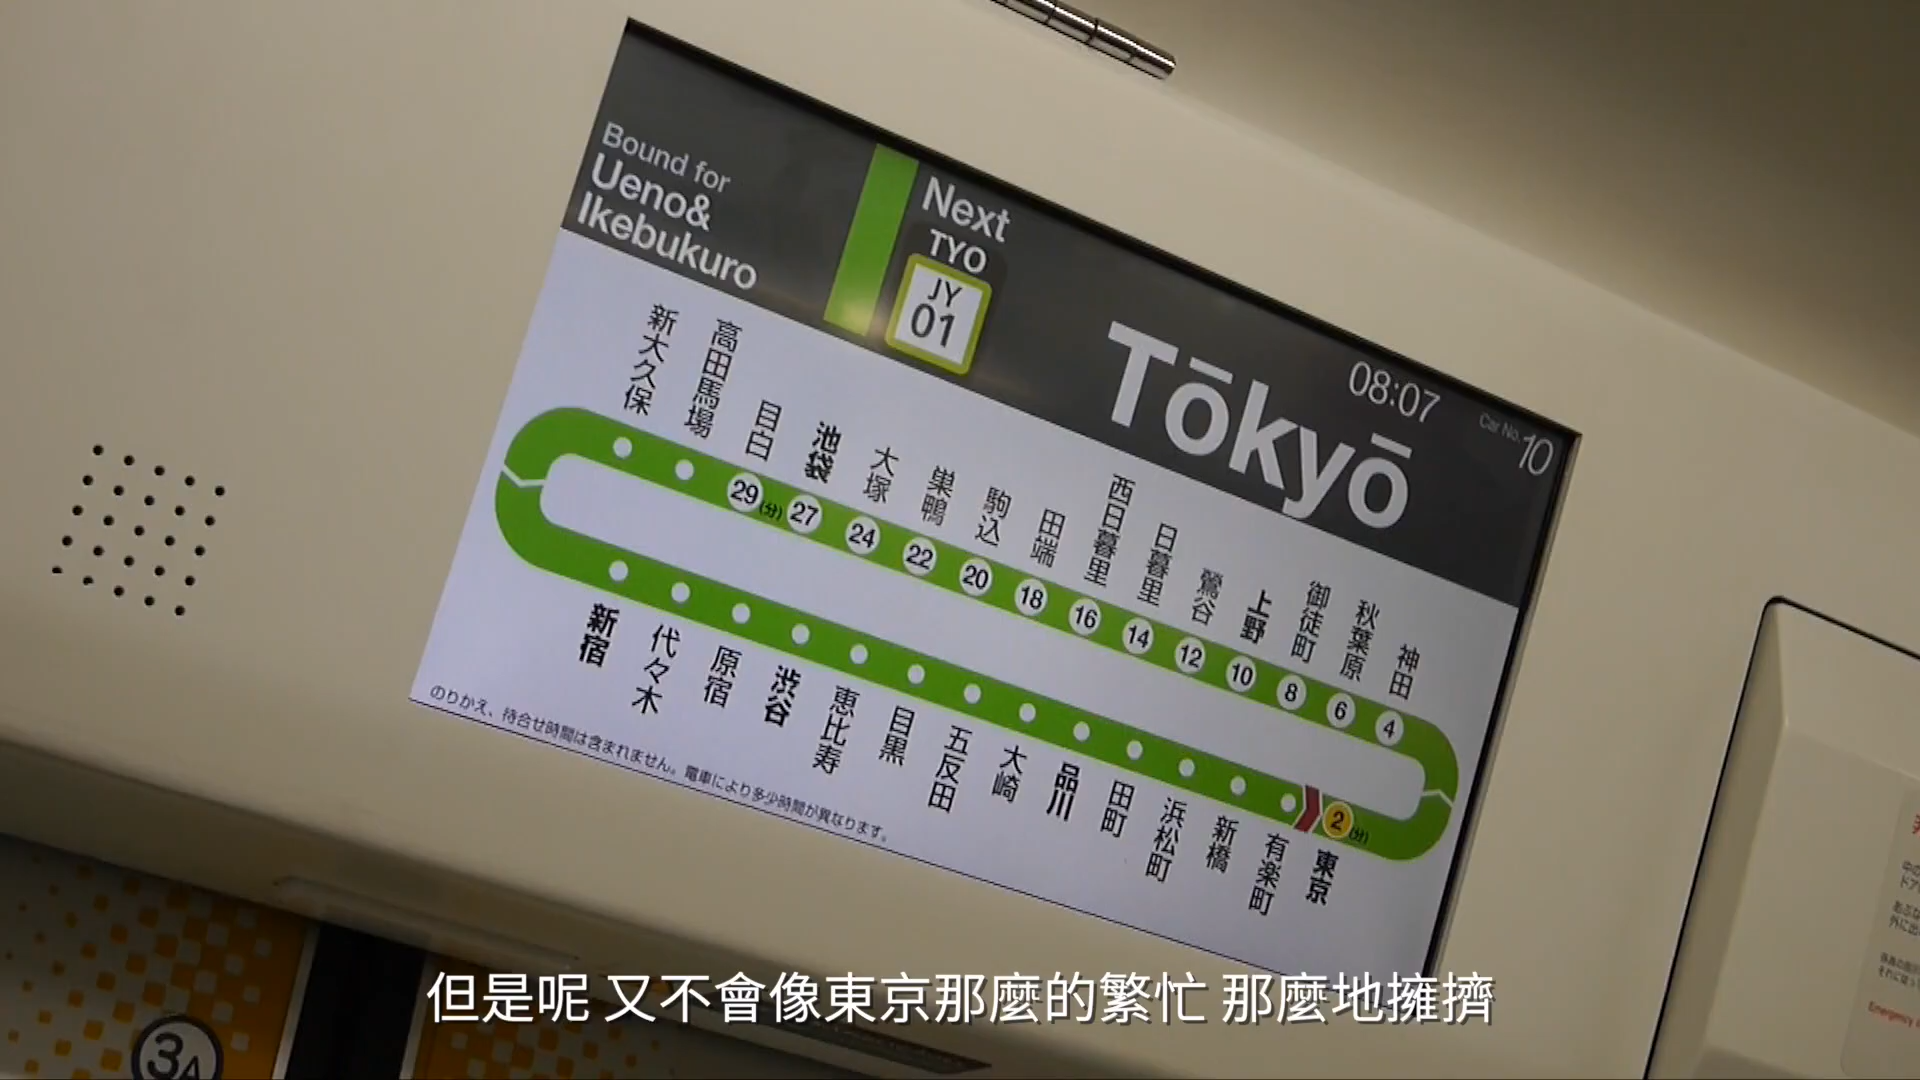 Bound for
Ueno&
Ikebukuro
Next
TYO
JY
01
Tōkyō
08:07
Car No. 10
新大久保
高田馬場
目白
池袋
大塚
巣鴨
駒込
田端
西日暮里
日暮里
鶯谷
上野
御徒町
秋葉原
神田
29 (分) 27 24 22 20 18 16 14 12 10 8 6 4
2 (分)
新宿
代々木
原宿
渋谷
恵比寿
目黒
五反田
大崎
品川
田町
浜松町
新橋
有楽町
東京
のりかえ、待合せ時間は含まれません。電車により多少時間が異なります。
但是呢 又不會像東京那麼的繁忙 那麼地擁擠
3A
Emergency